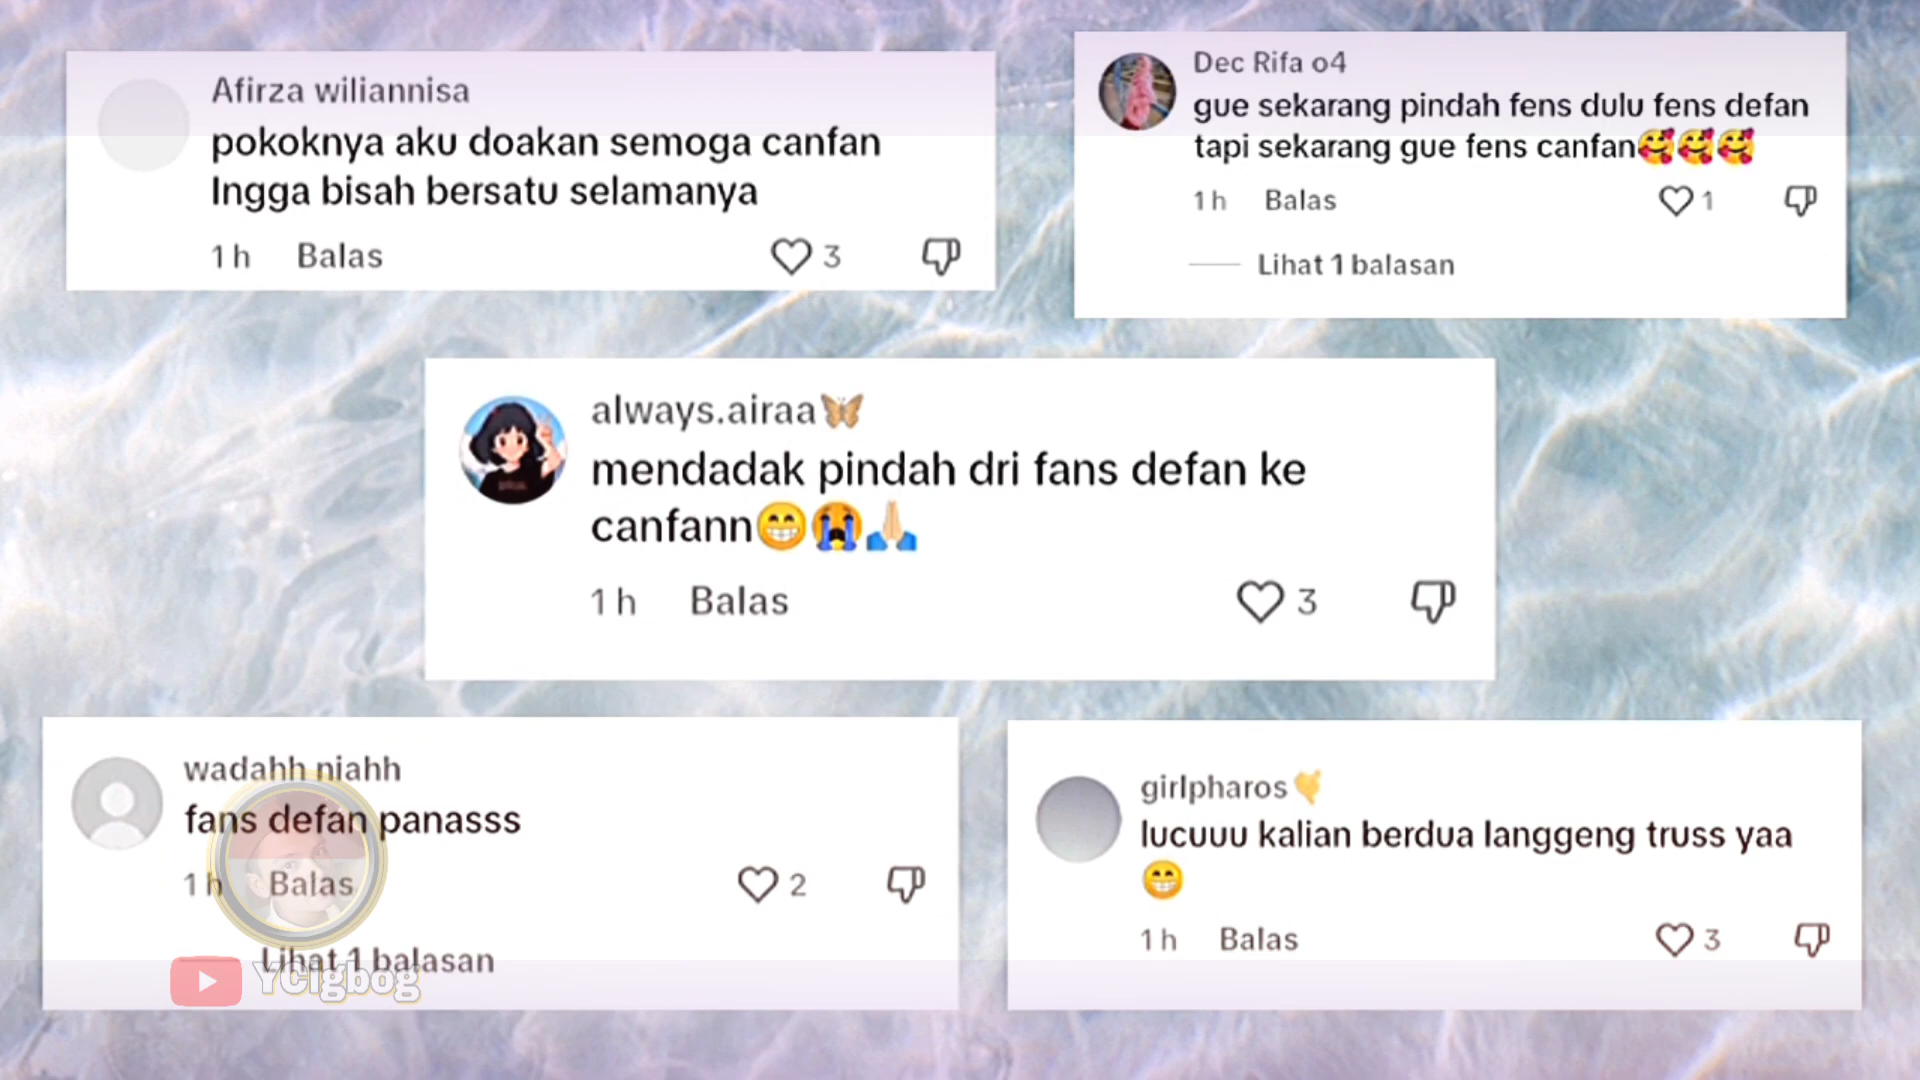 Afirza wiliannisa
pokoknya aku doakan semoga canfan
Ingga bisah bersatu selamanya
1 h Balas 3
Dec Rifa o4
gue sekarang pindah fens dulu fens defan
tapi sekarang gue fens canfan🥰🥰🥰
1 h Balas 1
Lihat 1 balasan
always.airaa🦋
mendadak pindah dri fans defan ke
canfann😁😭🙏🏻
1 h Balas 3
wadahh niahh
fans defan panasss
1 h Balas 2
Lihat 1 balasan
YCigbog
girlpharos
lucuuu kalian berdua langgeng truss yaa
😁
1 h Balas 3